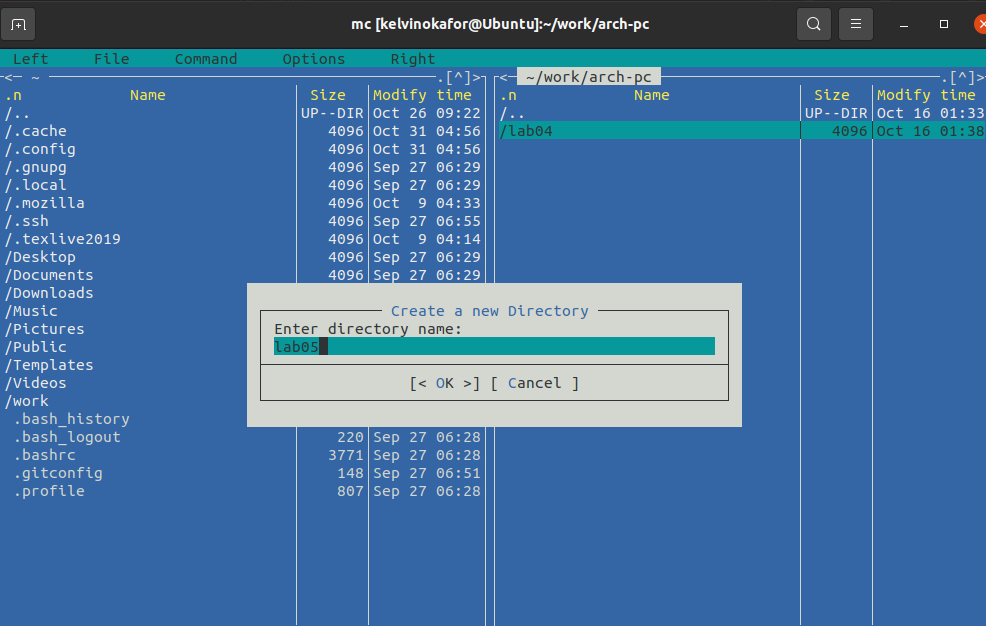 mc [kelvinokafor@Ubuntu]:~/work/arch-pc
Left File Command Options Right
<─ ~ ─.[^]>
.n Name Size Modify time
/.. UP--DIR Oct 26 09:22
/.cache 4096 Oct 31 04:56
/.config 4096 Oct 31 04:56
/.gnupg 4096 Sep 27 06:29
/.local 4096 Sep 27 06:29
/.mozilla 4096 Oct  9 04:33
/.ssh 4096 Sep 27 06:55
/.texlive2019 4096 Oct  9 04:14
/Desktop 4096 Sep 27 06:29
/Documents 4096 Sep 27 06:29
/Downloads
/Music
/Pictures
/Public
/Templates
/Videos
/work
.bash_history
.bash_logout 220 Sep 27 06:28
.bashrc 3771 Sep 27 06:28
.gitconfig 148 Sep 27 06:51
.profile 807 Sep 27 06:28
<─ ~/work/arch-pc ─.[^]>
.n Name Size Modify time
/.. UP--DIR Oct 16 01:33
/lab04 4096 Oct 16 01:38
Create a new Directory
Enter directory name:
lab05
[< OK >] [ Cancel ]